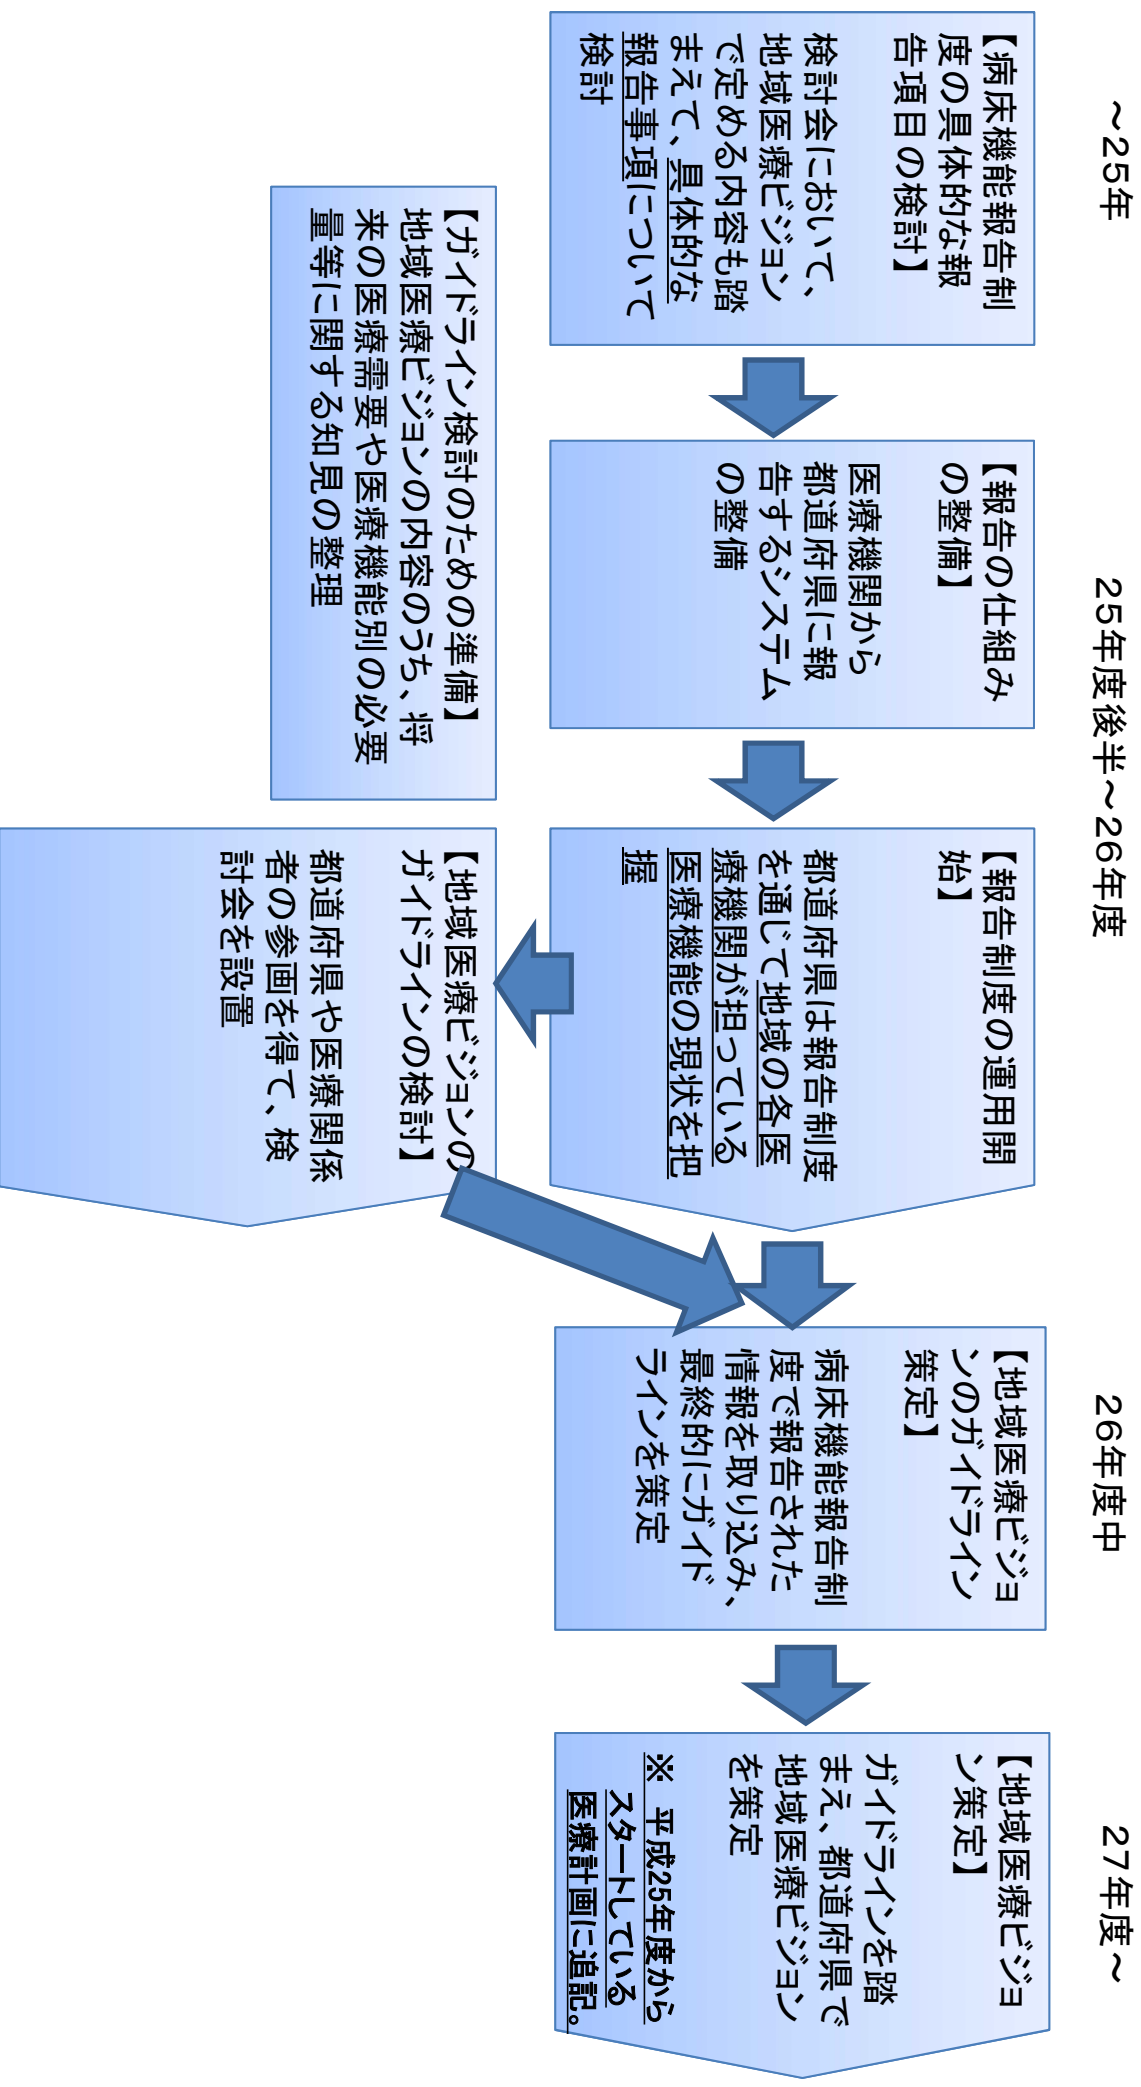 ～25年
25年度後半～26年度
26年度中
27年度～
【病床機能報告制
度の具体的な報
告項目の検討】
検討会において、
地域医療ビジョン
で定める内容も踏
まえて、具体的な
報告事項について
検討
【報告の仕組み
の整備】
医療機関から
都道府県に報
告するシステム
の整備
【報告制度の運用開
始】
都道府県は報告制度
を通じて地域の各医
療機関が担っている
医療機能の現状を把
握
【地域医療ビジョ
ンのガイドライン
策定】
病床機能報告制
度で報告された
情報を取り込み、
最終的にガイド
ラインを策定
【地域医療ビジョ
ン策定】
ガイドラインを踏
まえ、都道府県で
地域医療ビジョン
を策定
※　平成25年度から
スタートしている
医療計画に追記。
【ガイドライン検討のための準備】
地域医療ビジョンの内容のうち、将
来の医療需要や医療機能別の必要
量等に関する知見の整理
【地域医療ビジョンの
ガイドラインの検討】
都道府県や医療関係
者の参画を得て、検
討会を設置